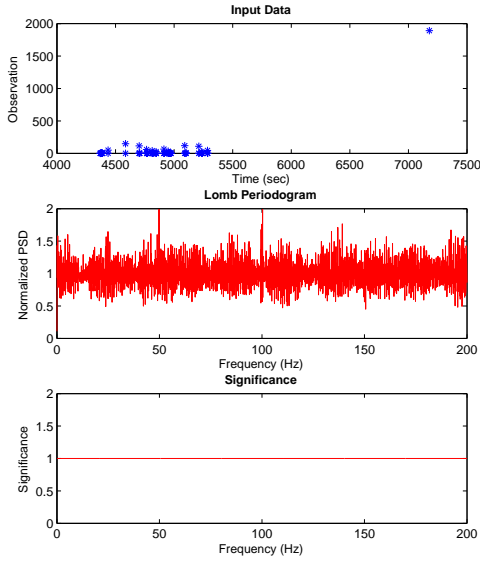 Input Data
2000
1500
1000
500
0
Observation
4000 4500 5000 5500 6000 6500 7000 7500
Time (sec)
Lomb Periodogram
2
1.5
1
0.5
0
Normalized PSD
0 50 100 150 200
Frequency (Hz)
Significance
2
1.5
1
0.5
0
Significance
0 50 100 150 200
Frequency (Hz)